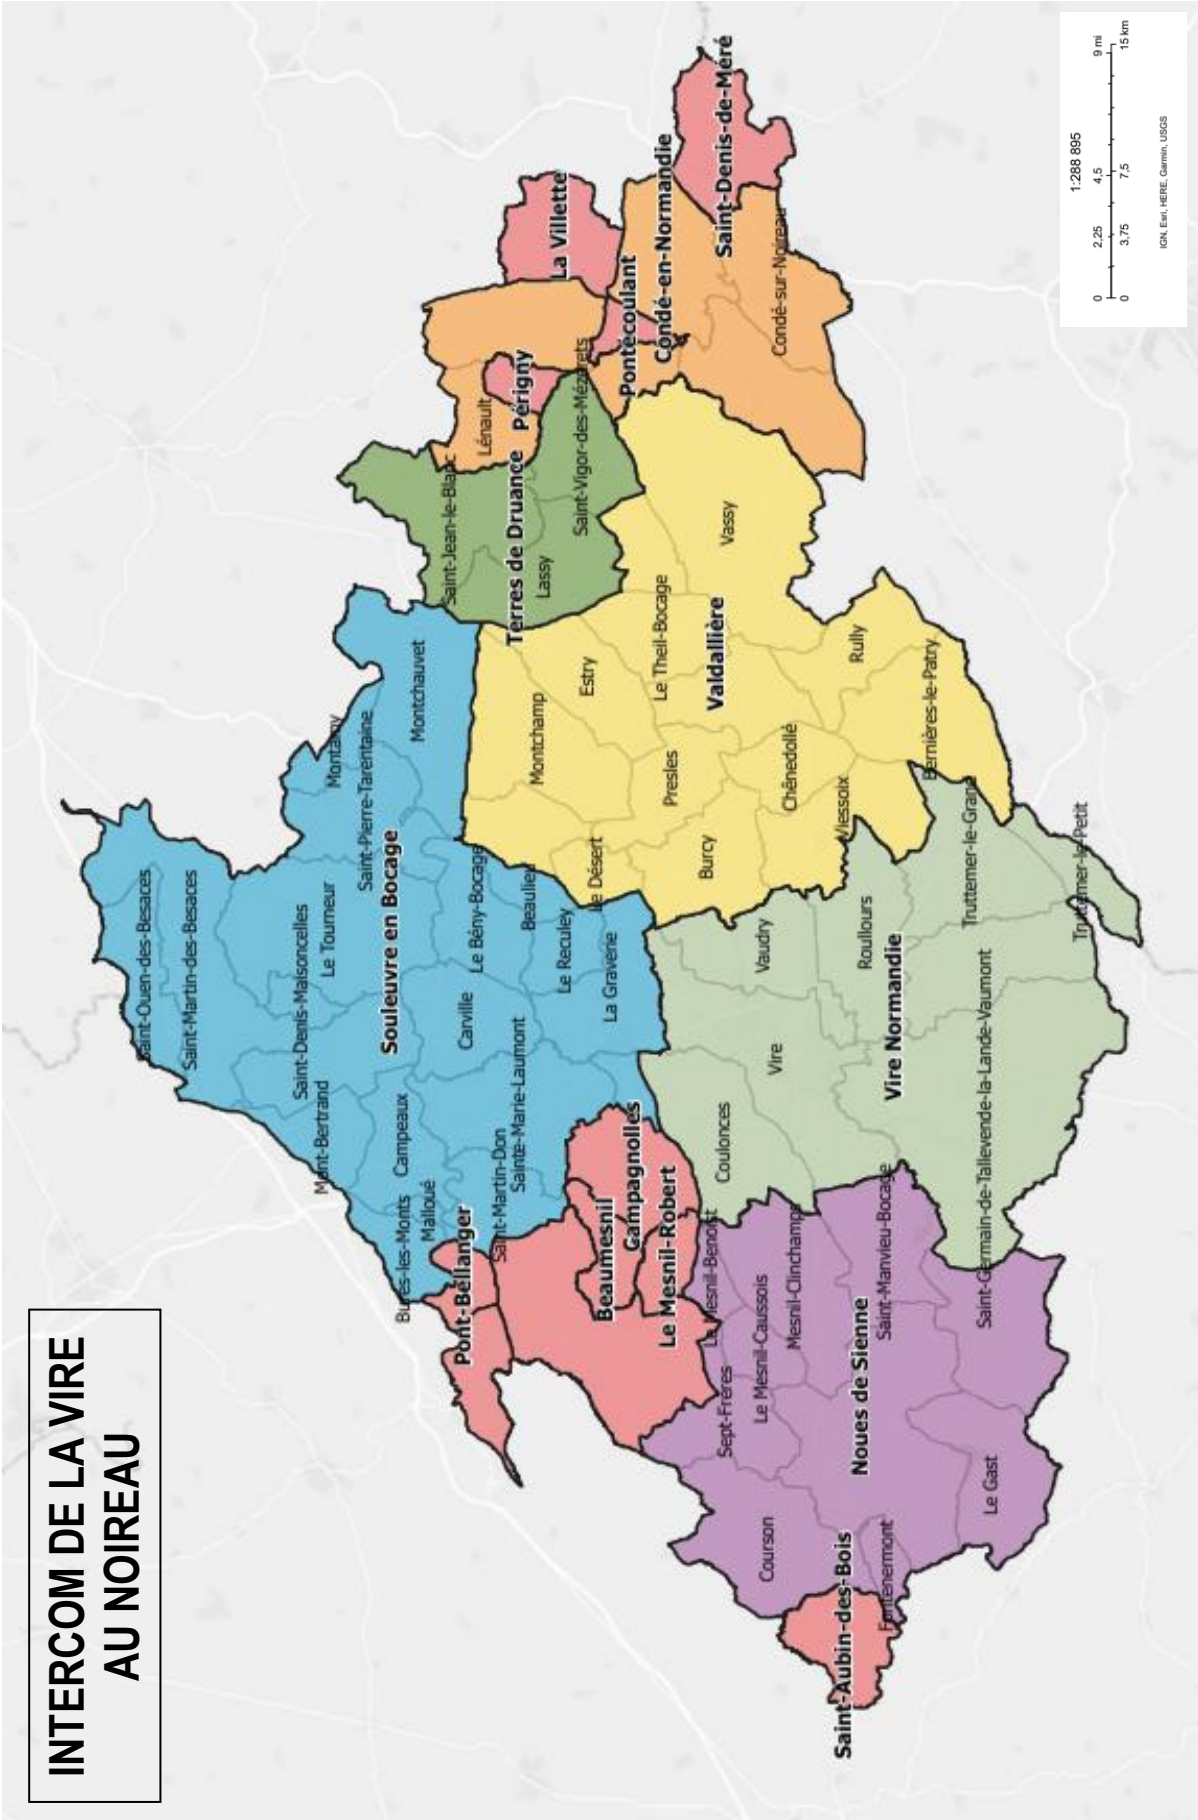 INTERCOM DE LA VIRE
AU NOIREAU
Saint-Ouen-des-Besaces
Saint-Martin-des-Besaces
Saint-Denis-Maisoncelles
Mont-Bertrand
Le Tourneur
Montamy
Saint-Pierre-Tarentaine
Souleuvre en Bocage
Campeaux
Bures-les-Monts
Montchauvet
Malloué
Saint-Jean-le-Blanc
Pont-Bellanger
Carville
Le Bény-Bocage
Lénault
Saint-Martin-Don
Terres de Druance
Sainte-Marie-Laumont
Périgny
Beaulieu
Montchamp
Lassy
La Villette
Le Reculey
Saint-Vigor-des-Mézerets
Estry
Le Désert
Beaumesnil
La Graverie
Pontécoulant
Campagnolles
Le Theil-Bocage
Condé-en-Normandie
Le Mesnil-Robert
Presles
Burcy
Le Mesnil-Benoist
Valdallière
Coulonces
Saint-Denis-de-Méré
Sept-Frères
Vassy
Le Mesnil-Caussois
Vaudry
Courson
Vire
Condé-sur-Noireau
Chênedollé
Mesnil-Clinchamps
Viessoix
Saint-Aubin-des-Bois
Rully
Noues de Sienne
Roullours
Saint-Manvieu-Bocage
Fontenermont
Vire Normandie
Bernières-le-Patry
Truttemer-le-Grand
Saint-Germain-de-Tallevende-la-Lande-Vaumont
Le Gast
Truttemer-le-Petit
1:288 895
0 2,25 4,5 9 mi
0 3,75 7,5 15 km
IGN, Esri, HERE, Garmin, USGS